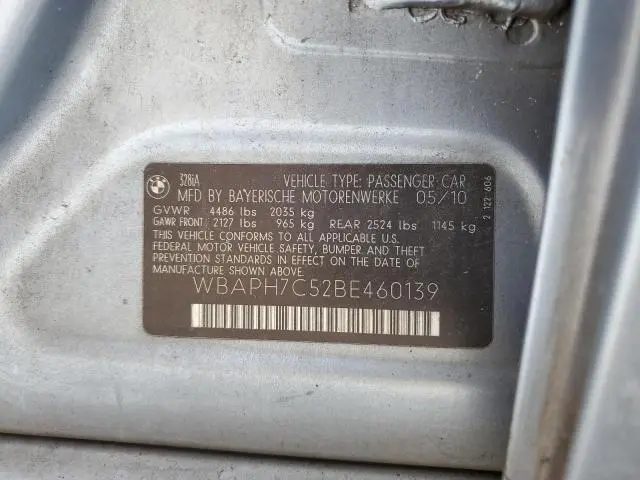 BMW
328iA
VEHICLE TYPE: PASSENGER CAR
MFD BY BAYERISCHE MOTORENWERKE 05/10
GVWR 4486 lbs 2035 kg
GAWR FRONT: 2127 lbs 965 kg REAR 2524 lbs 1145 kg
THIS VEHICLE CONFORMS TO ALL APPLICABLE U.S.
FEDERAL MOTOR VEHICLE SAFETY, BUMPER AND THEFT
PREVENTION STANDARDS IN EFFECT ON THE DATE OF
MANUFACTURE SHOWN ABOVE:
WBAPH7C52BE460139
2 122 606